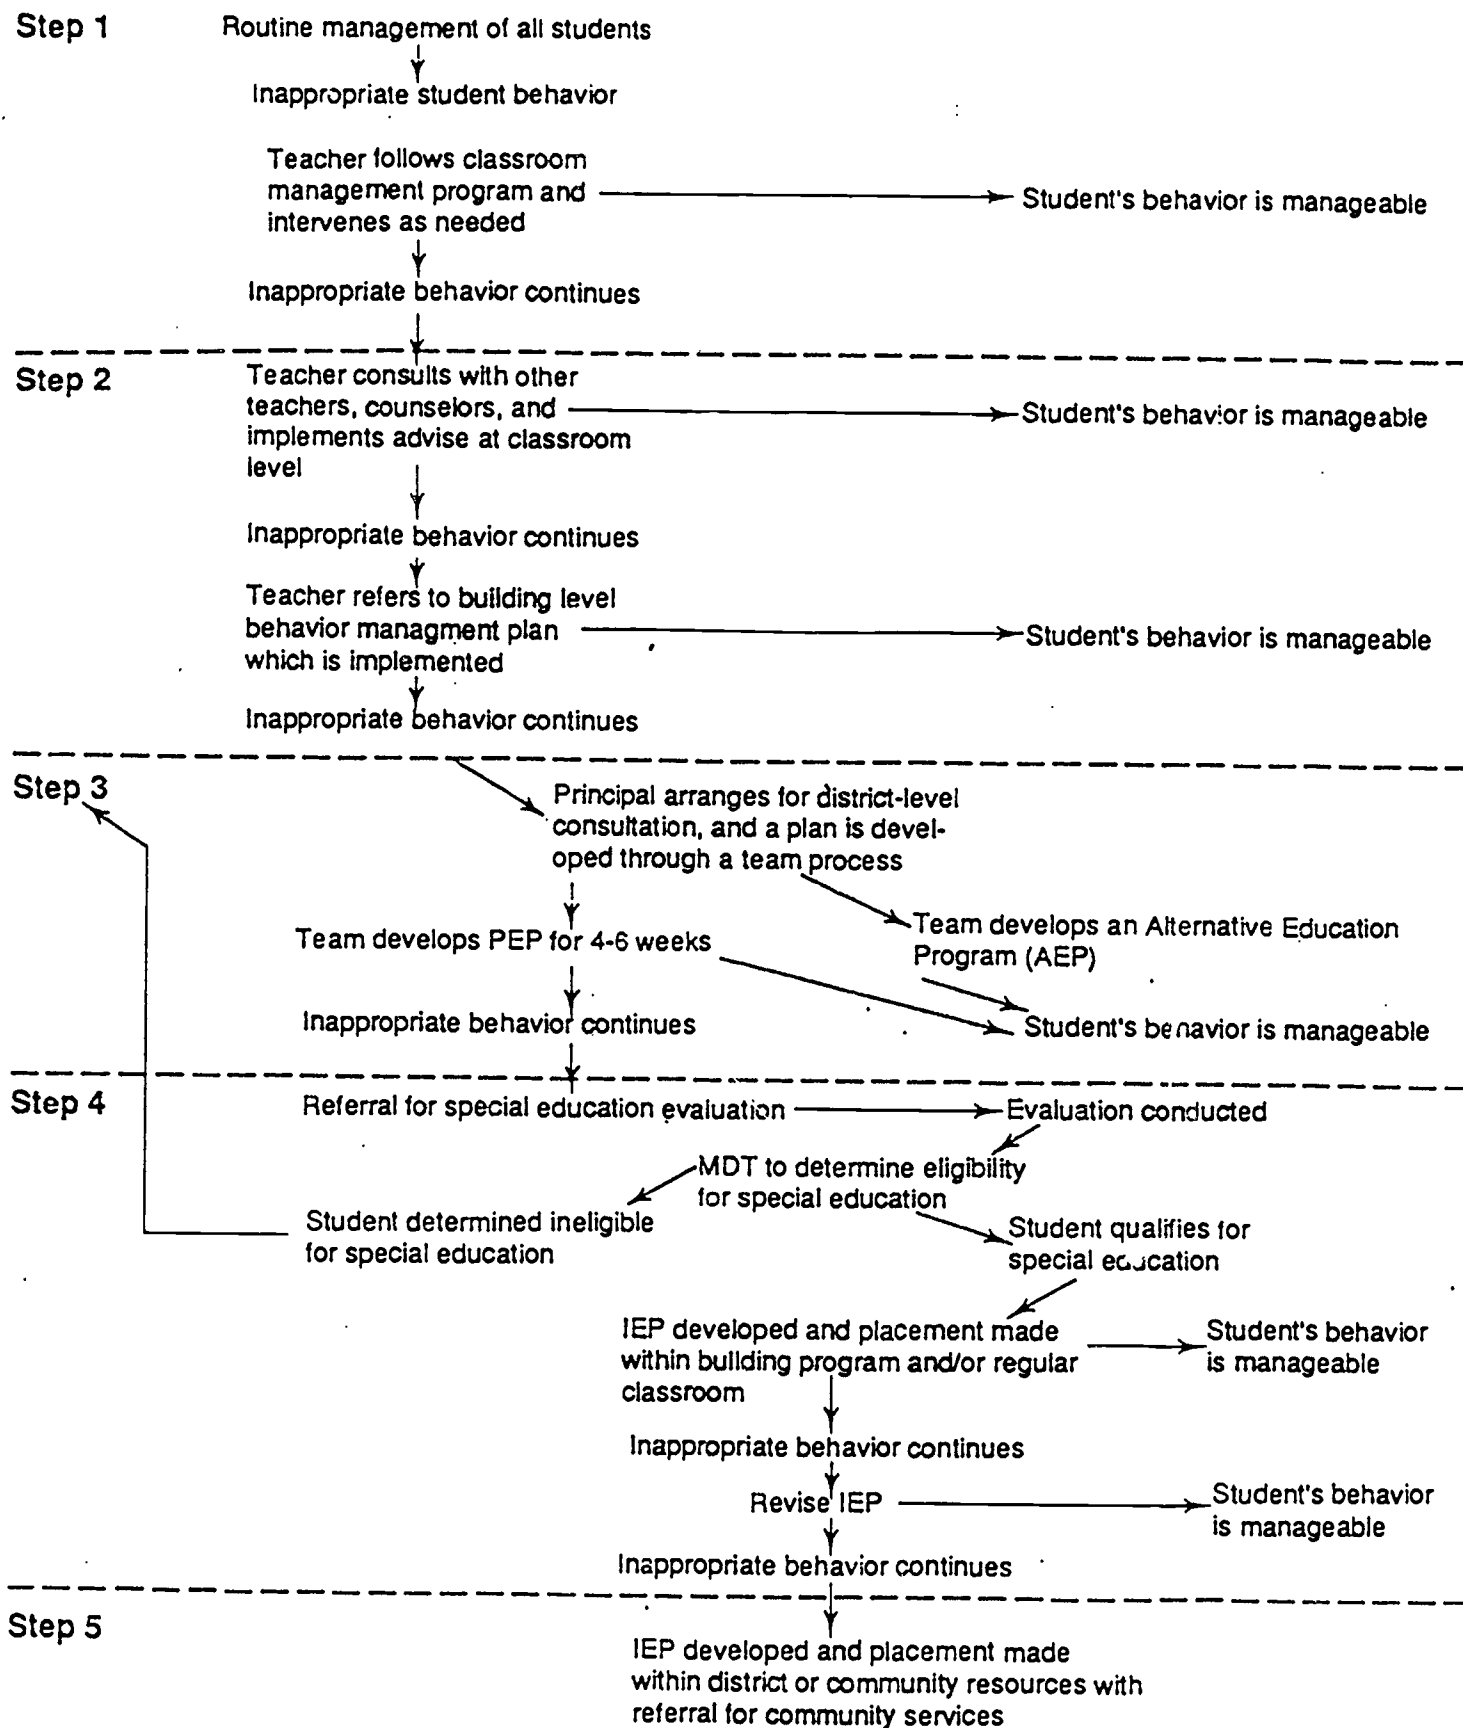 Step 1
Routine management of all students
Inappropriate student behavior
Teacher follows classroom
management program and
intervenes as needed
Student's behavior is manageable
Inappropriate behavior continues
Step 2
Teacher consults with other
teachers, counselors, and
implements advise at classroom
level
Student's behavior is manageable
Inappropriate behavior continues
Teacher refers to building level
behavior managment plan
which is implemented
Student's behavior is manageable
Inappropriate behavior continues
Step 3
Principal arranges for district-level
consultation, and a plan is devel-
oped through a team process
Team develops PEP for 4-6 weeks
Team develops an Alternative Education
Program (AEP)
Inappropriate behavior continues
Student's behavior is manageable
Step 4
Referral for special education evaluation
Evaluation conducted
MDT to determine eligibility
for special education
Student determined ineligible
for special education
Student qualifies for
special education
IEP developed and placement made
within building program and/or regular
classroom
Student's behavior
is manageable
Inappropriate behavior continues
Revise IEP
Student's behavior
is manageable
Inappropriate behavior continues
Step 5
IEP developed and placement made
within district or community resources with
referral for community services